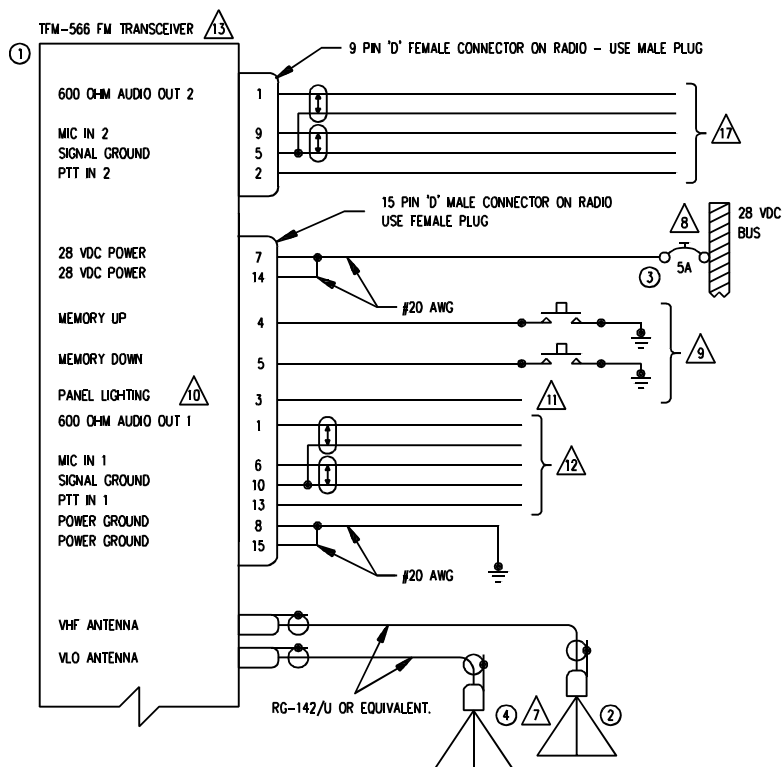 TFM-566 FM TRANSCEIVER 13
1
9 PIN 'D' FEMALE CONNECTOR ON RADIO - USE MALE PLUG
600 OHM AUDIO OUT 2 1
MIC IN 2 9
SIGNAL GROUND 5
PTT IN 2 2
17
15 PIN 'D' MALE CONNECTOR ON RADIO
USE FEMALE PLUG
28 VDC POWER 7
28 VDC POWER 14
8
3
5A
28 VDC
BUS
#20 AWG
MEMORY UP 4
MEMORY DOWN 5
9
PANEL LIGHTING 10 3 11
600 OHM AUDIO OUT 1 1
MIC IN 1 6
SIGNAL GROUND 10
PTT IN 1 13
12
POWER GROUND 8
POWER GROUND 15
#20 AWG
VHF ANTENNA
VLO ANTENNA
RG-142/U OR EQUIVALENT.
4 7 2